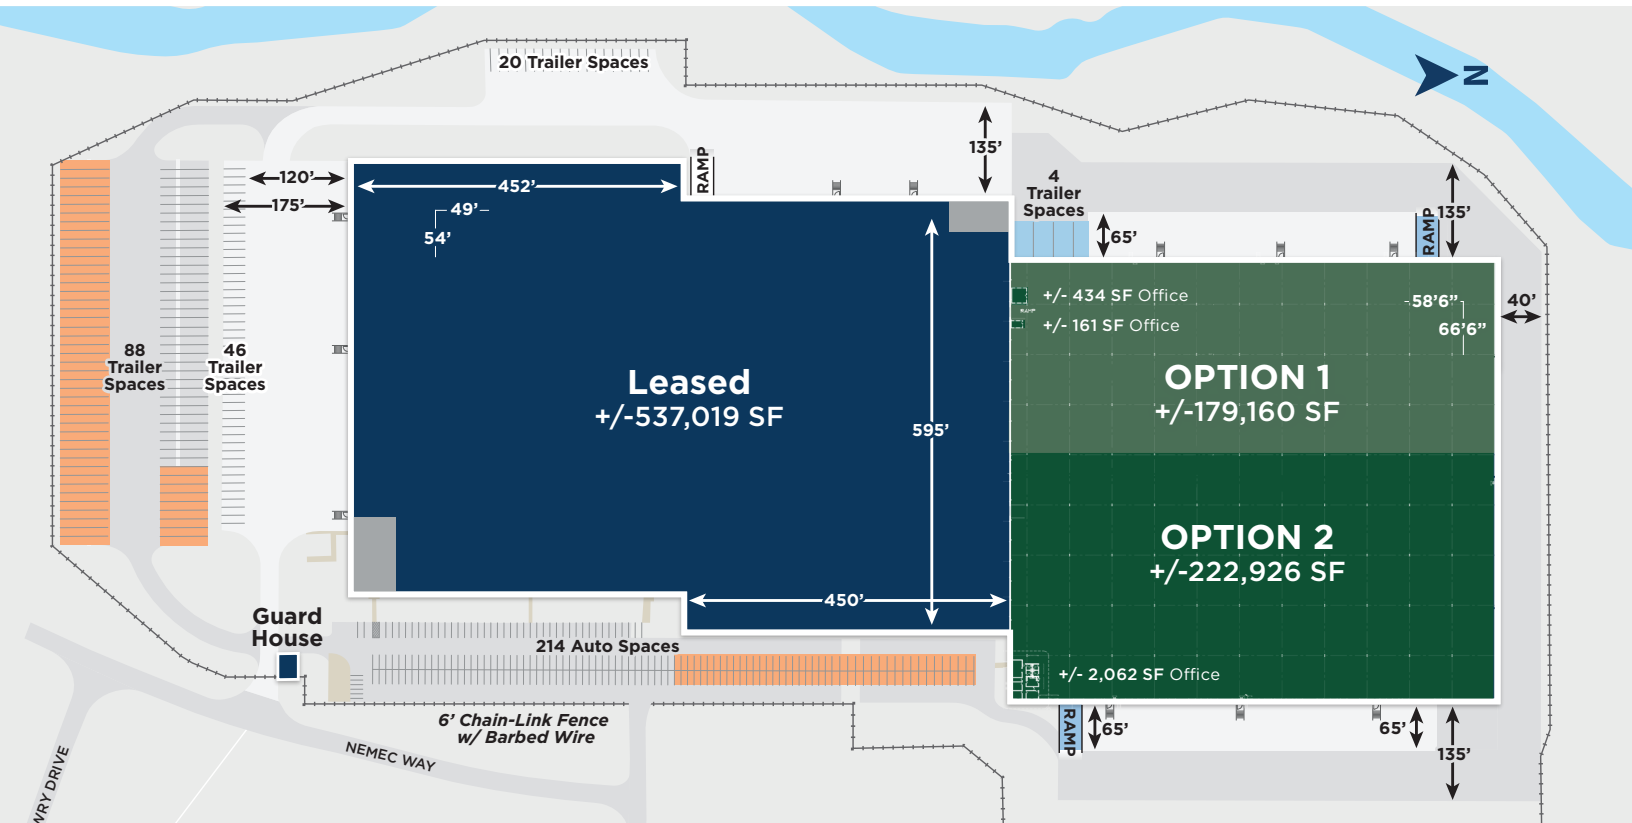 20 Trailer Spaces
N
120'
175'
452'
49'
54'
RAMP
135'
4
Trailer
Spaces
65'
RAMP
135'
+/- 434 SF Office
RAMP
+/- 161 SF Office
58'6"
66'6"
40'
88
Trailer
Spaces
46
Trailer
Spaces
Leased
+/-537,019 SF
595'
OPTION 1
+/-179,160 SF
OPTION 2
+/-222,926 SF
450'
Guard
House
214 Auto Spaces
+/- 2,062 SF Office
6' Chain-Link Fence
w/ Barbed Wire
RAMP
65'
65'
135'
NEMEC WAY
WRY DRIVE